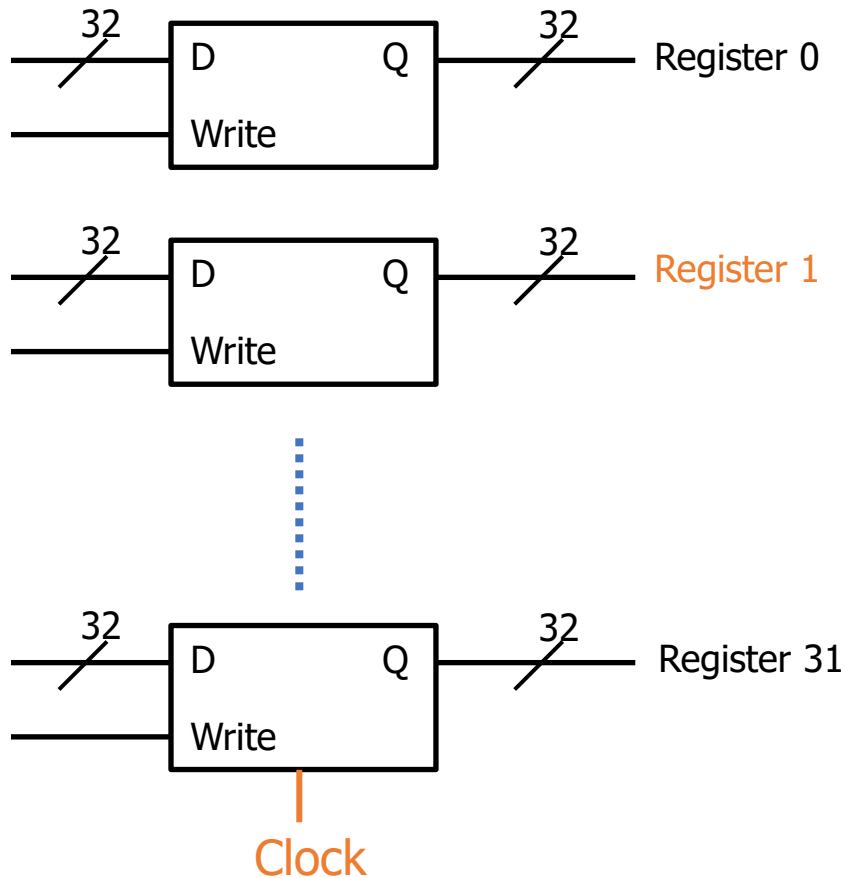 32 32
D Q Register 0
Write
32 32
D Q Register 1
Write
32 32
D Q Register 31
Write
Clock